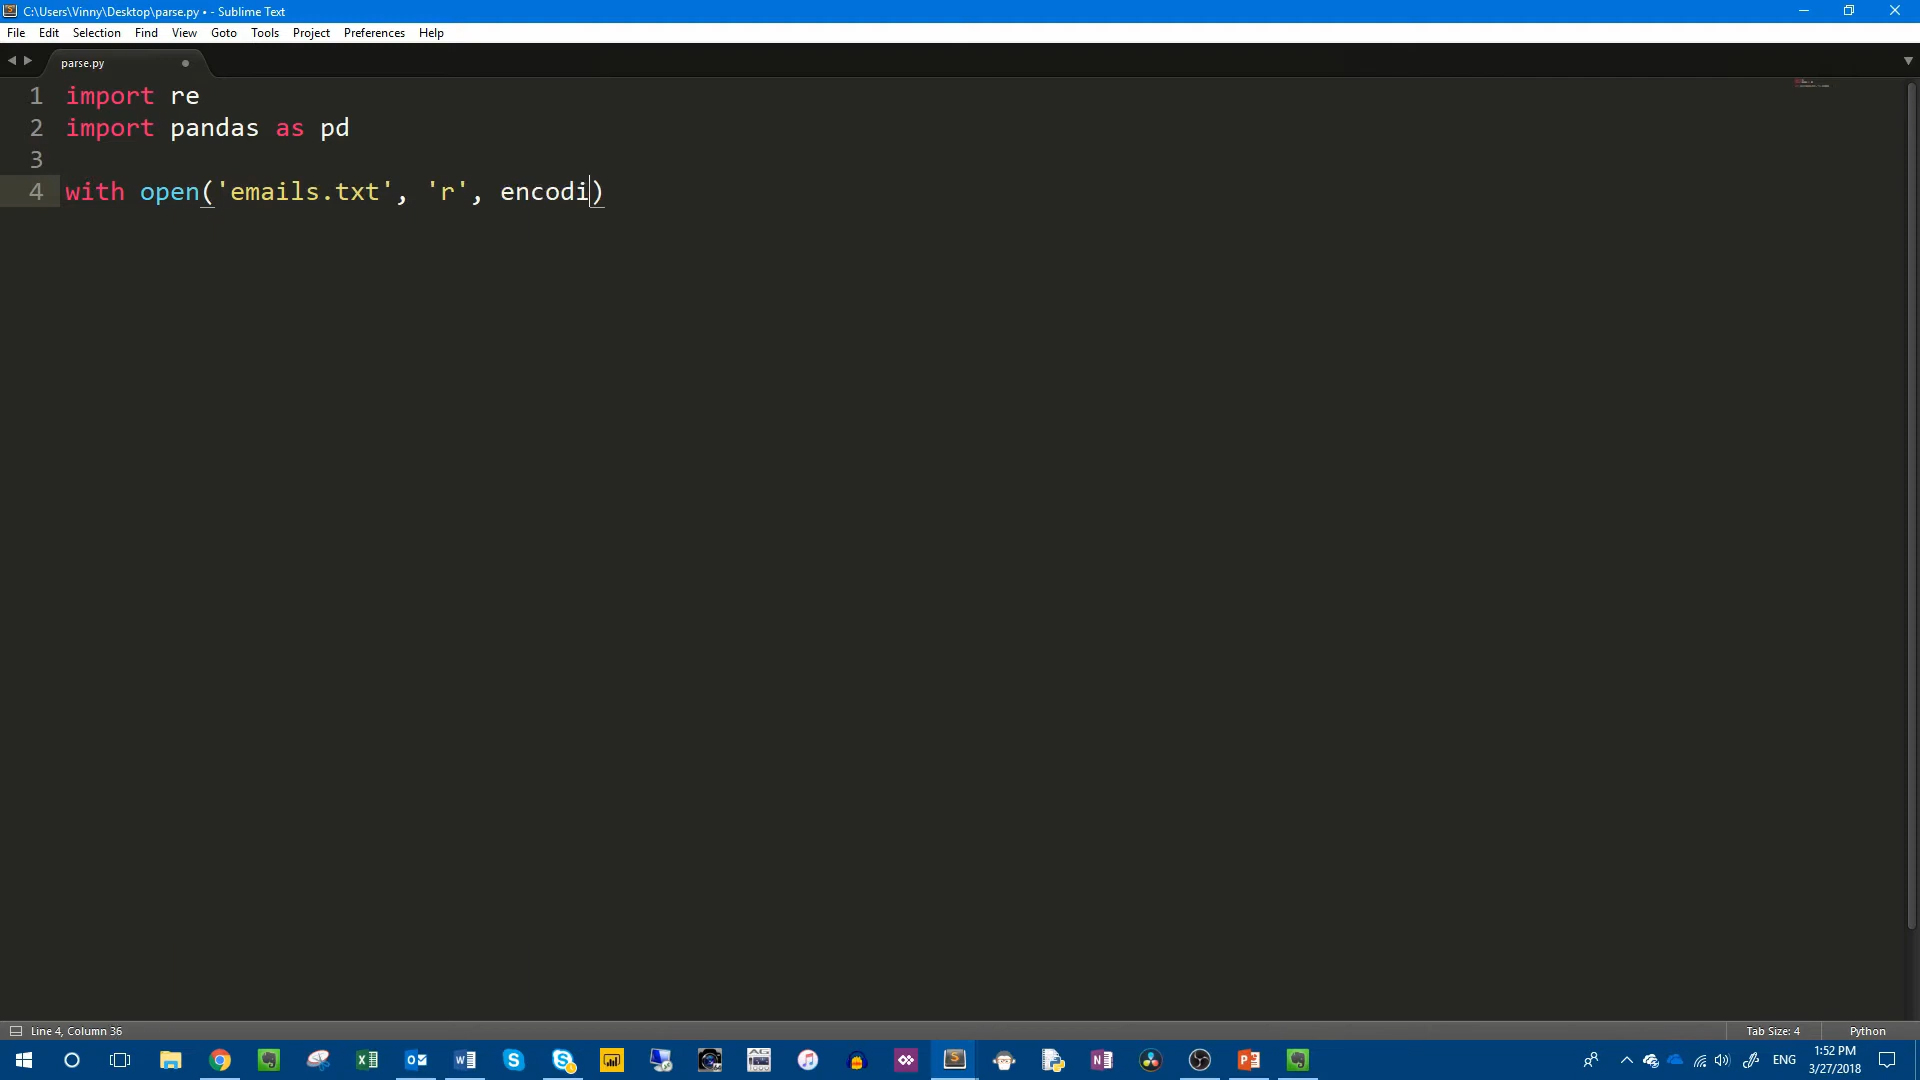 C:\Users\Vinny\Desktop\parse.py • - Sublime Text
File Edit Selection Find View Goto Tools Project Preferences Help
parse.py
1 import re
2 import pandas as pd
3
4 with open('emails.txt', 'r', encodi)
Line 4, Column 36
Tab Size: 4
Python
ENG
1:52 PM
3/27/2018